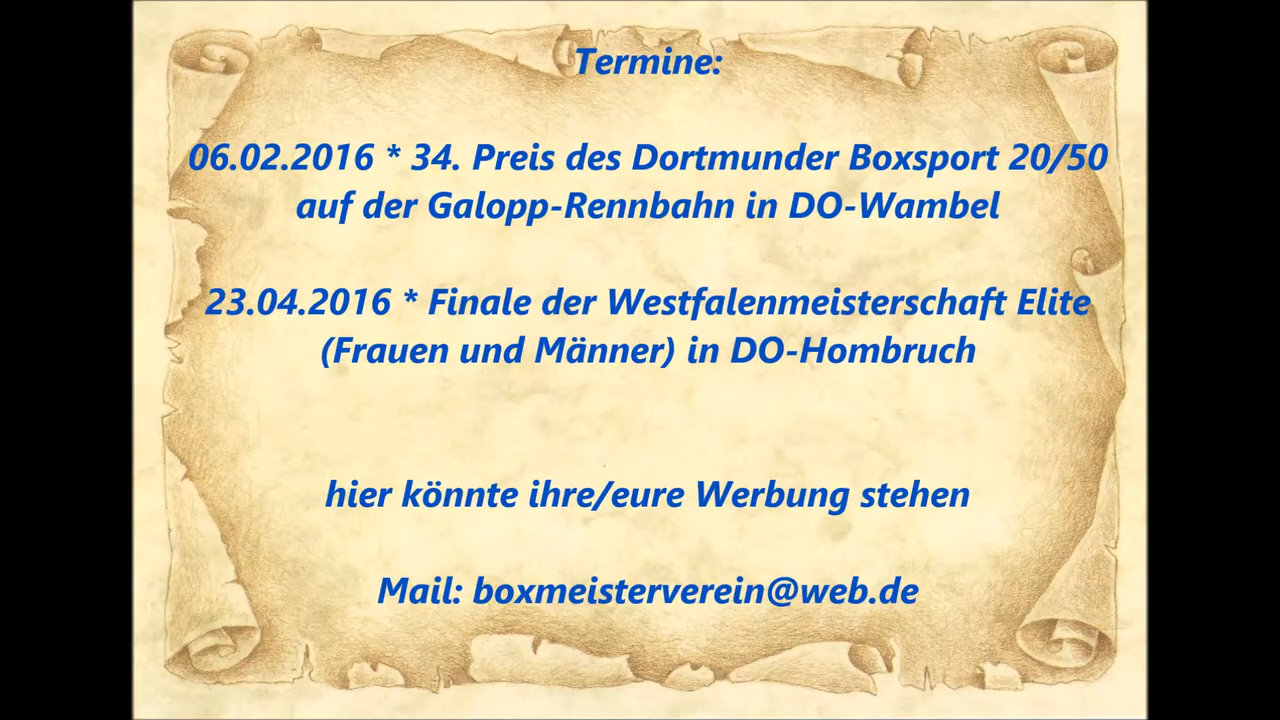 Termine:
06.02.2016 * 34. Preis des Dortmunder Boxsport 20/50
auf der Galopp-Rennbahn in DO-Wambel
23.04.2016 * Finale der Westfalenmeisterschaft Elite
(Frauen und Männer) in DO-Hombruch
hier könnte ihre/eure Werbung stehen
Mail: boxmeisterverein@web.de